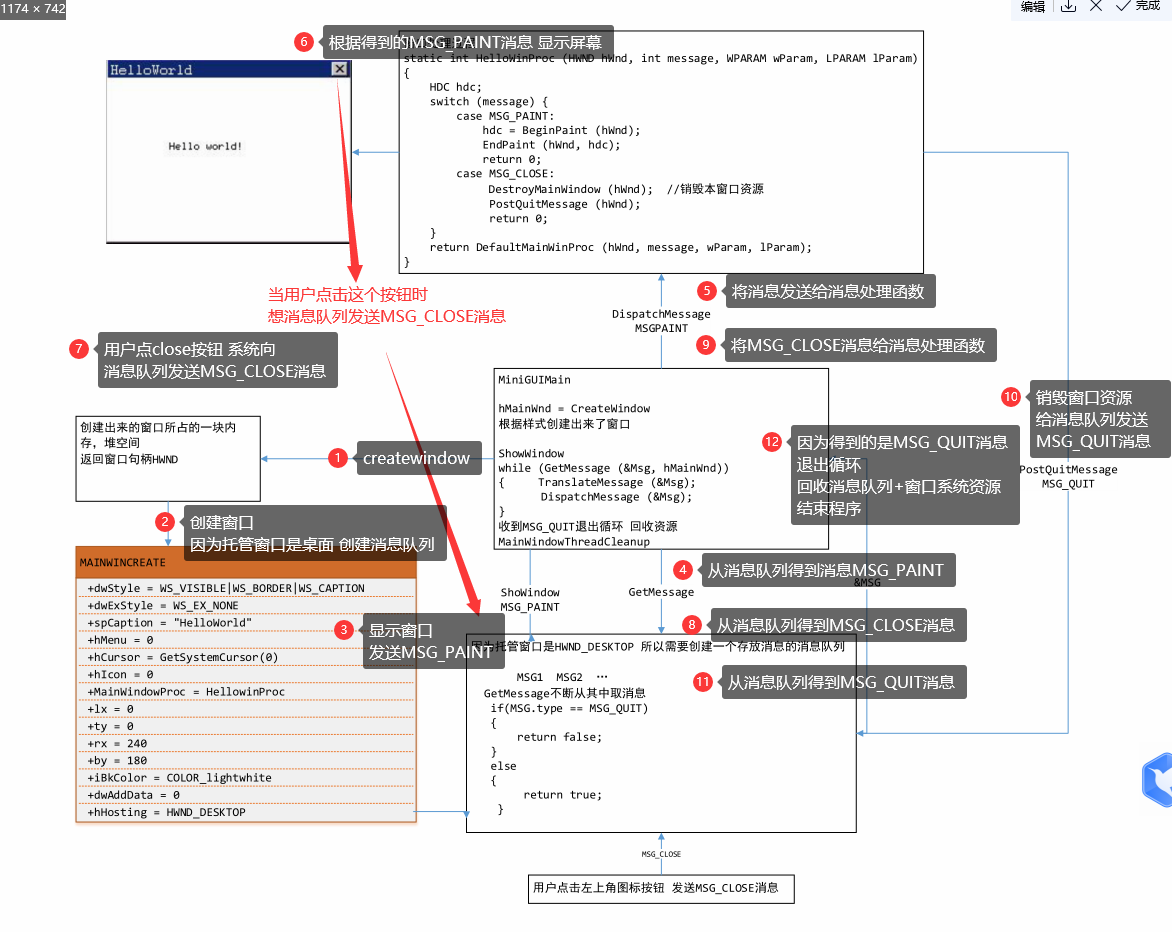 1174 × 742
编辑
完成
6
根据得到的MSG_PAINT消息 显示屏幕
HelloWorld
Hello world!
static int HelloWinProc (HWND hWnd, int message, WPARAM wParam, LPARAM lParam)
{
HDC hdc;
switch (message) {
case MSG_PAINT:
hdc = BeginPaint (hWnd);
EndPaint (hWnd, hdc);
return 0;
case MSG_CLOSE:
DestroyMainWindow (hWnd); //销毁本窗口资源
PostQuitMessage (hWnd);
return 0;
}
return DefaultMainWinProc (hWnd, message, wParam, lParam);
}
当用户点击这个按钮时
想消息队列发送MSG_CLOSE消息
5
将消息发送给消息处理函数
DispatchMessage
MSGPAINT
9
将MSG_CLOSE消息给消息处理函数
7
用户点close按钮 系统向
消息队列发送MSG_CLOSE消息
MiniGUIMain
hMainWnd = CreateWindow
根据样式创建出来了窗口
ShowWindow
while (GetMessage (&Msg, hMainWnd))
{ TranslateMessage (&Msg);
DispatchMessage (&Msg);
}
收到MSG_QUIT退出循环 回收资源
MainWindowThreadCleanup
10
销毁窗口资源
给消息队列发送
MSG_QUIT消息
PostQuitMessage
MSG_QUIT
12
因为得到的是MSG_QUIT消息
退出循环
回收消息队列+窗口系统资源
结束程序
创建出来的窗口所占的一块内
存，堆空间
返回窗口句柄HWND
1
createwindow
2
创建窗口
因为托管窗口是桌面 创建消息队列
MAINWINCREATE
+dwStyle = WS_VISIBLE|WS_BORDER|WS_CAPTION
+dwExStyle = WS_EX_NONE
+spCaption = "HelloWorld"
+hMenu = 0
+hCursor = GetSystemCursor(0)
+hIcon = 0
+MainWindowProc = HellowinProc
+lx = 0
+ty = 0
+rx = 240
+by = 180
+iBkColor = COLOR_lightwhite
+dwAddData = 0
+hHosting = HWND_DESKTOP
3
显示窗口
发送MSG_PAINT
ShoWindow
MSG_PAINT
4
从消息队列得到消息MSG_PAINT
&MSG
GetMessage
8
从消息队列得到MSG_CLOSE消息
因为托管窗口是HWND_DESKTOP 所以需要创建一个存放消息的消息队列
11
从消息队列得到MSG_QUIT消息
MSG1 MSG2 …
GetMessage不断从其中取消息
if(MSG.type == MSG_QUIT)
{
return false;
}
else
{
return true;
}
MSG_CLOSE
用户点击左上角图标按钮 发送MSG_CLOSE消息